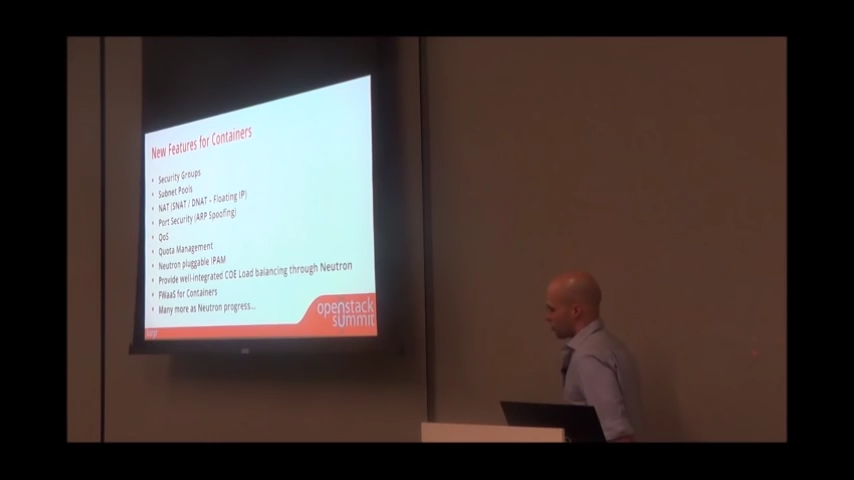 New Features for Containers
• Security Groups
• Subnet Pools
• NAT (SNAT / DNAT – Floating IP)
• Port Security (ARP Spoofing)
• QoS
• Quota Management
• Neutron pluggable IPAM
• Provide well-integrated COE Load balancing through Neutron
• FWaaS for Containers
• Many more as Neutron progress...
openstack
summit